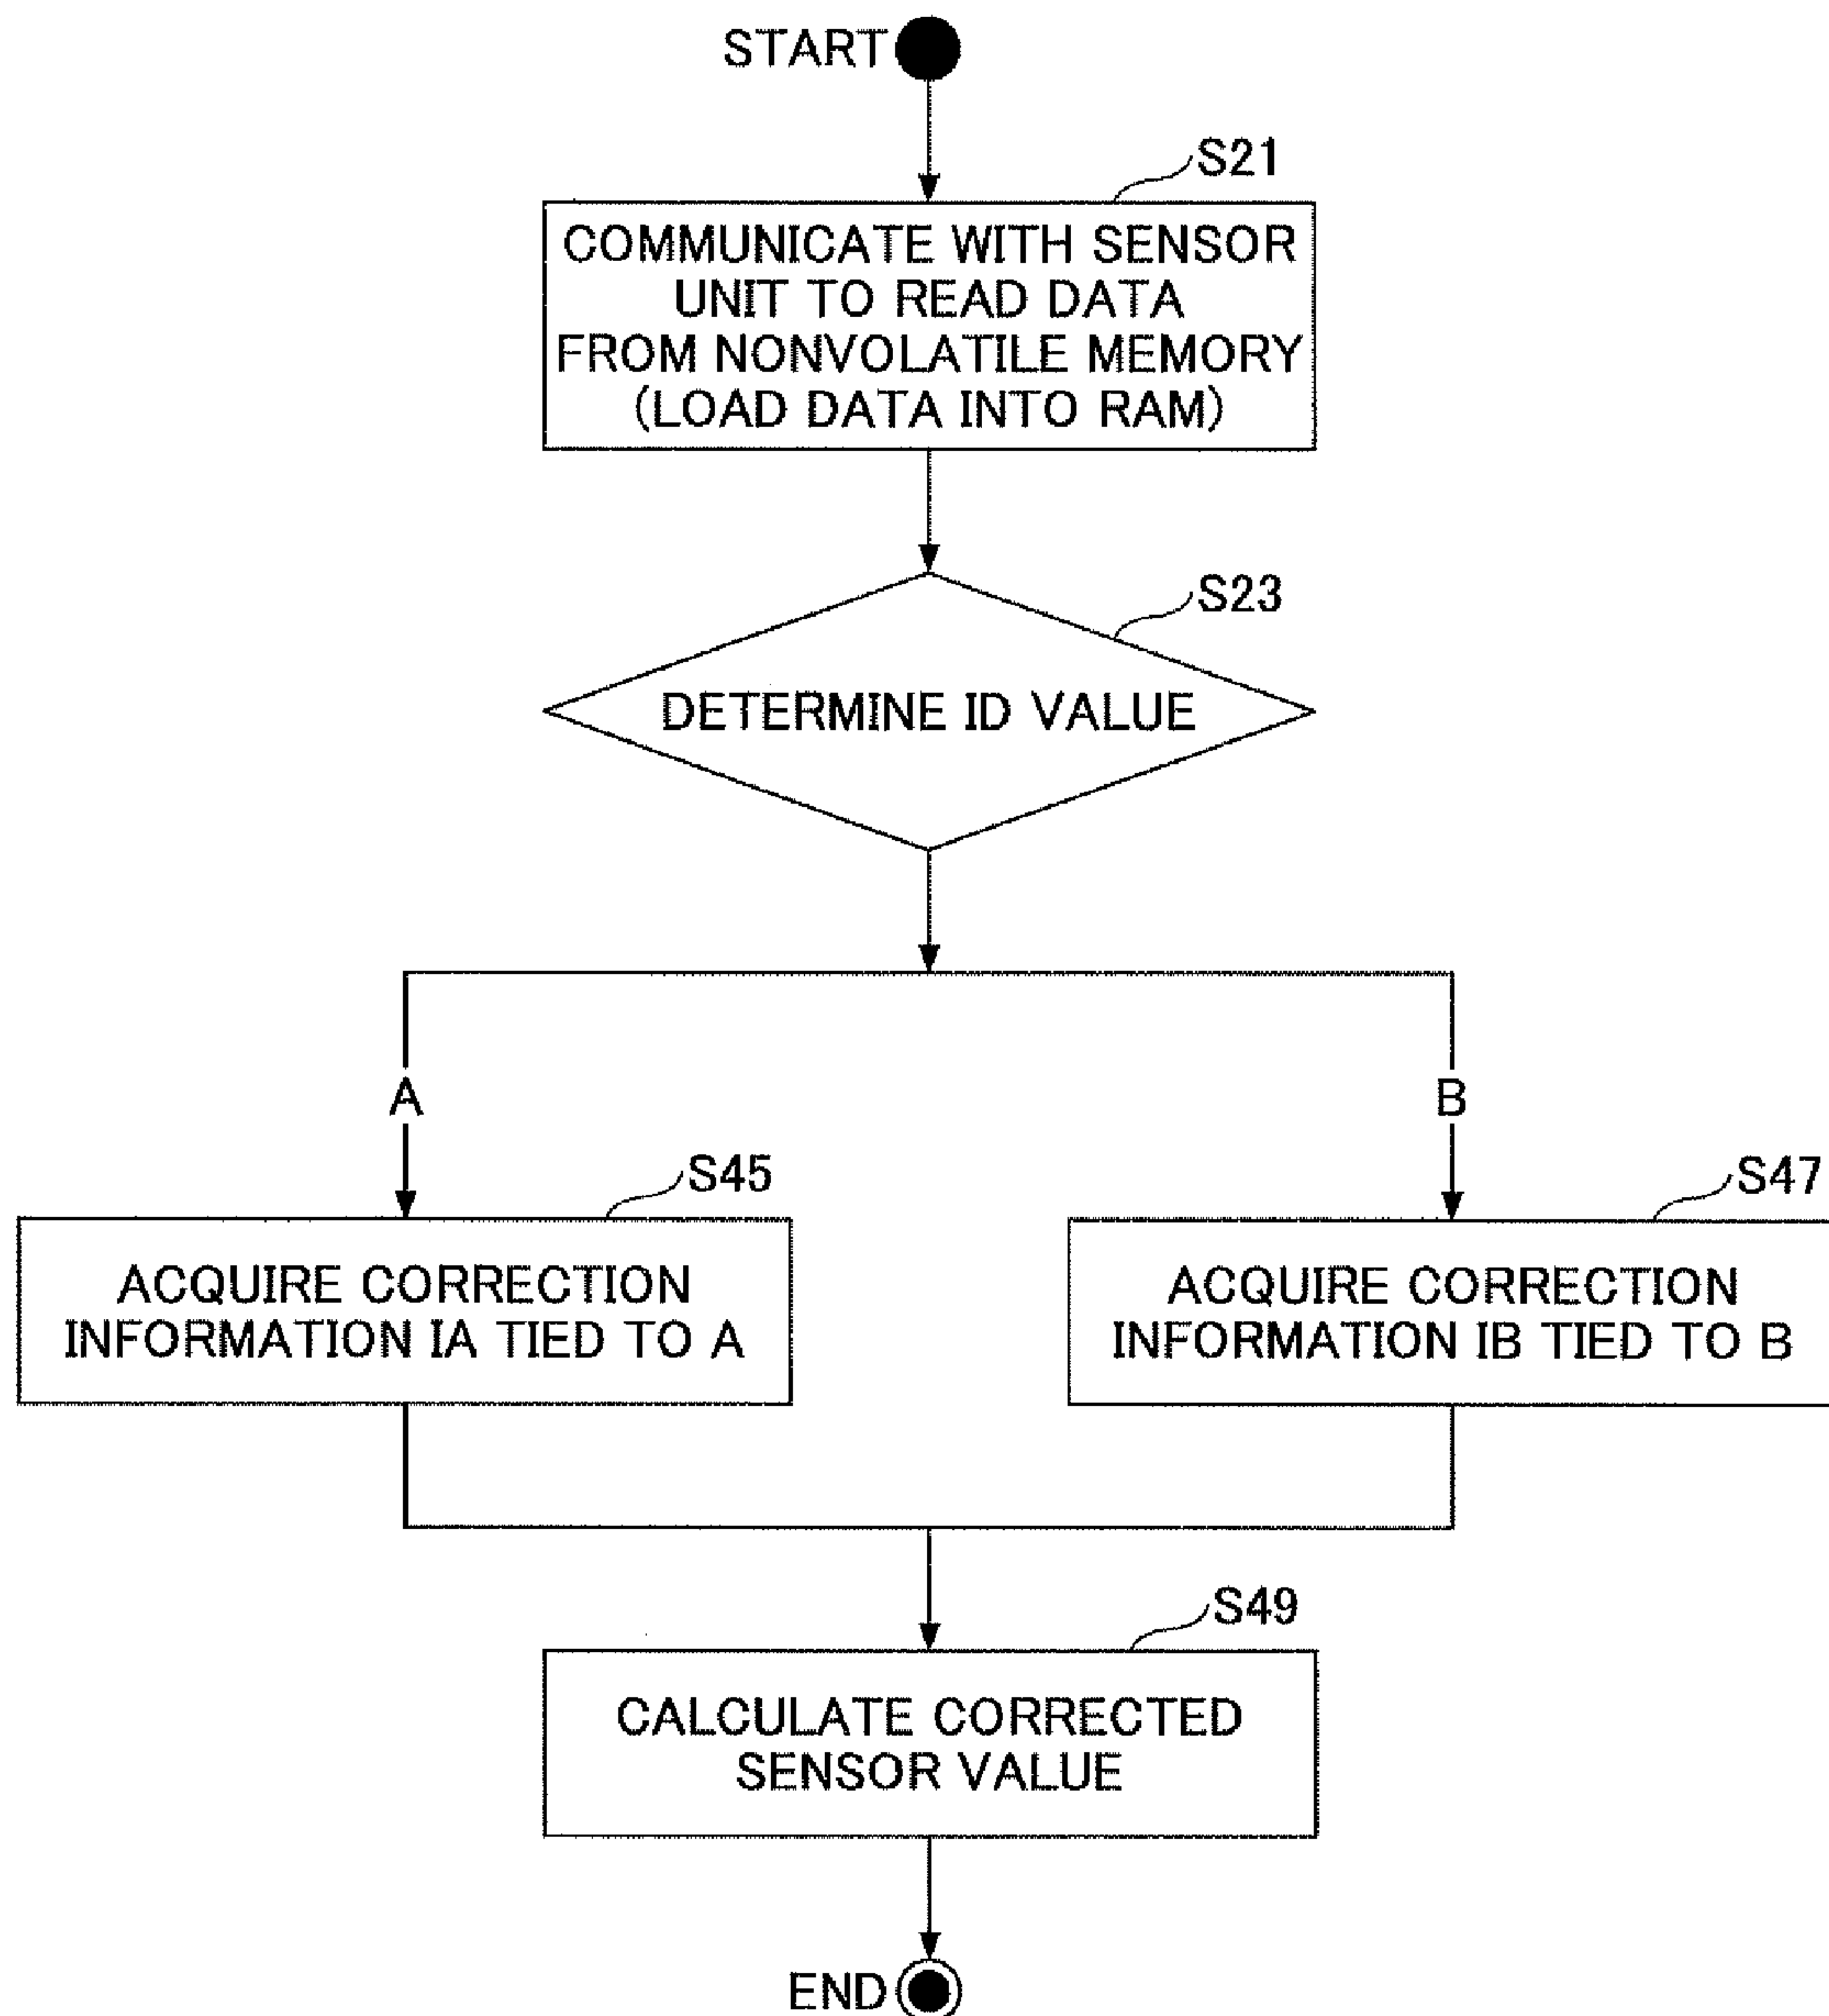 START
S21
COMMUNICATE WITH SENSOR
UNIT TO READ DATA
FROM NONVOLATILE MEMORY
(LOAD DATA INTO RAM)
S23
DETERMINE ID VALUE
A
B
S45
ACQUIRE CORRECTION
INFORMATION IA TIED TO A
S47
ACQUIRE CORRECTION
INFORMATION IB TIED TO B
S49
CALCULATE CORRECTED
SENSOR VALUE
END